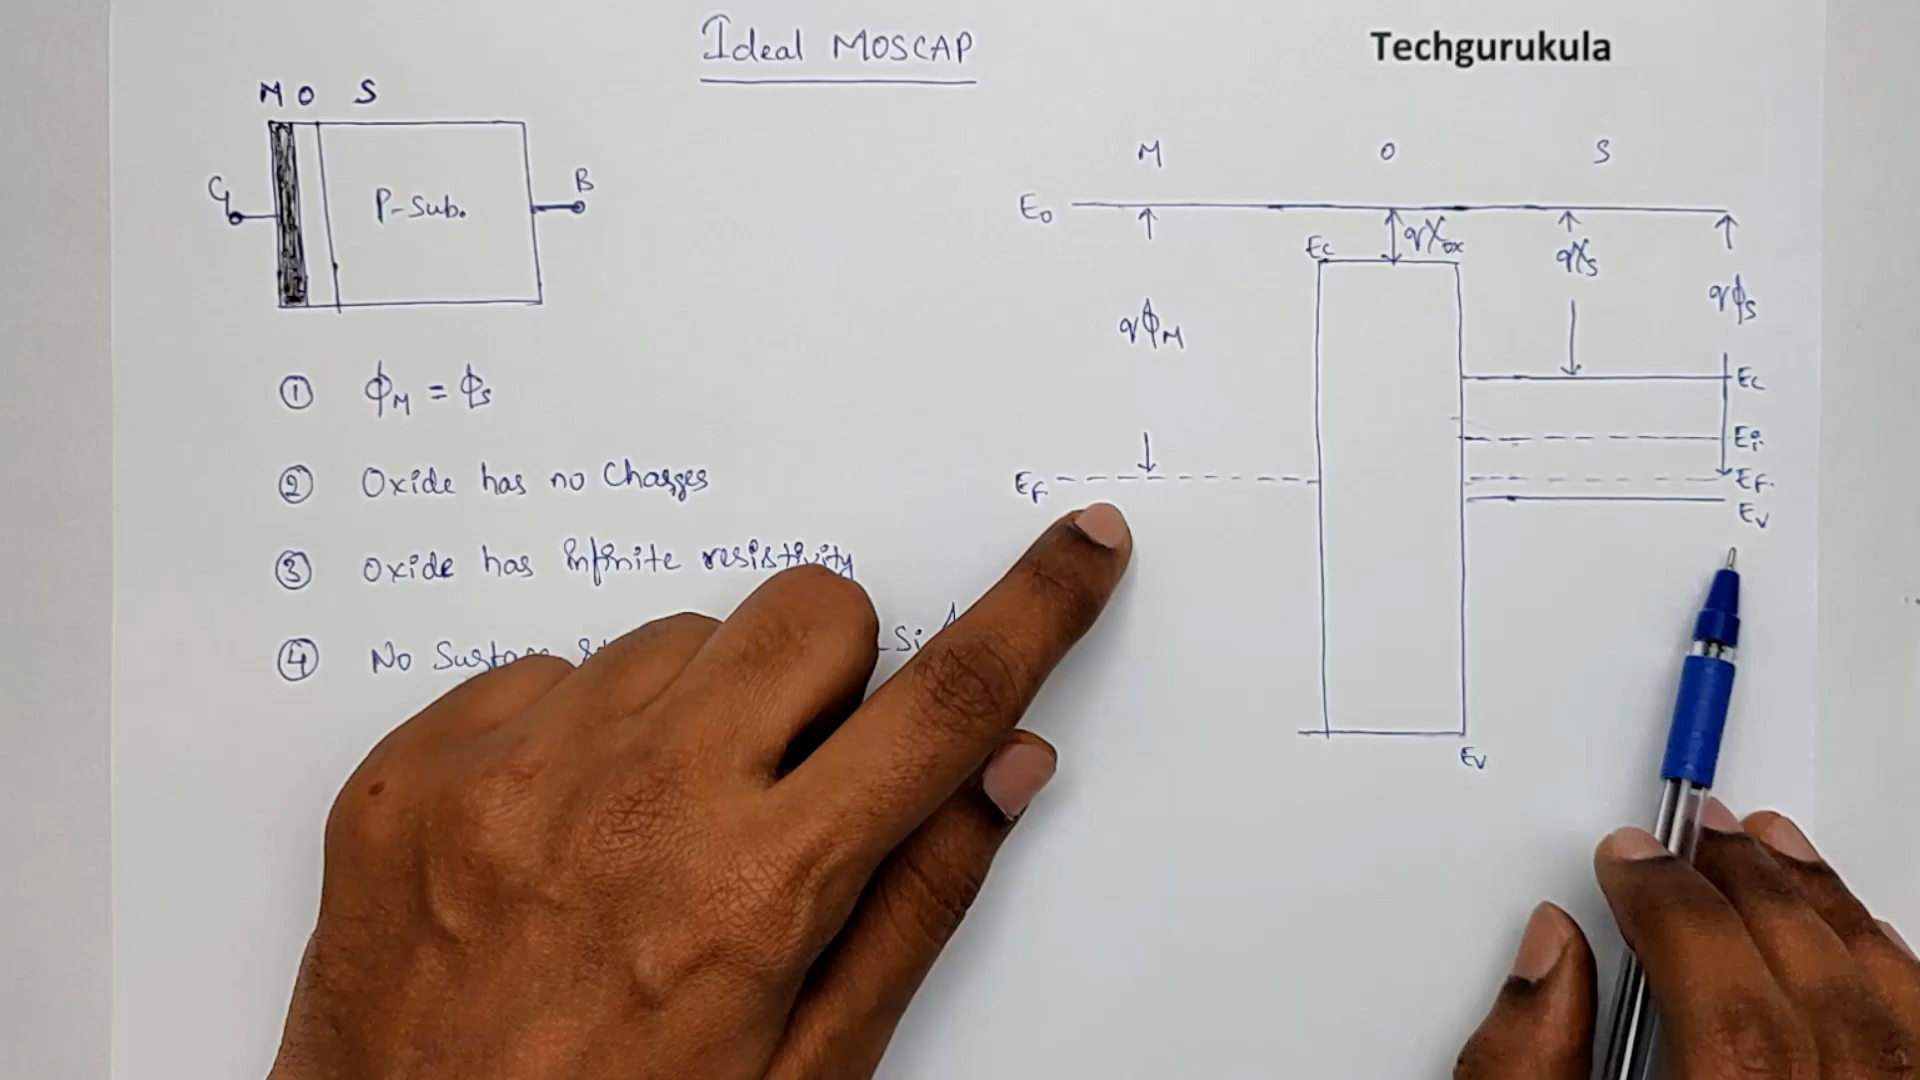 Ideal MOSCAP
Techgurukula
M O S
G
P-Sub.
B
① ϕM = ϕs
② Oxide has no Charges
③ Oxide has infinite resistivity
④ No
Si
M O S
E0
Ec
qχox
qχs
qϕs
qϕM
Ec
Ei
EF
EF
Ev
Ev